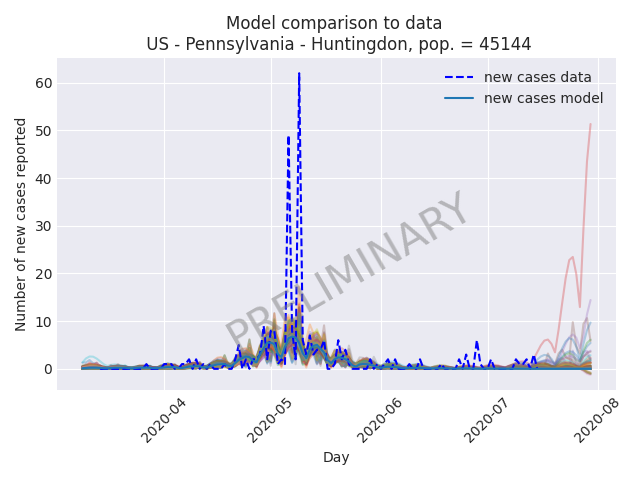 Model comparison to data
US - Pennsylvania - Huntingdon, pop. = 45144
new cases data
new cases model
PRELIMINARY
Number of new cases reported
60
50
40
30
20
10
0
2020-04
2020-05
2020-06
2020-07
2020-08
Day